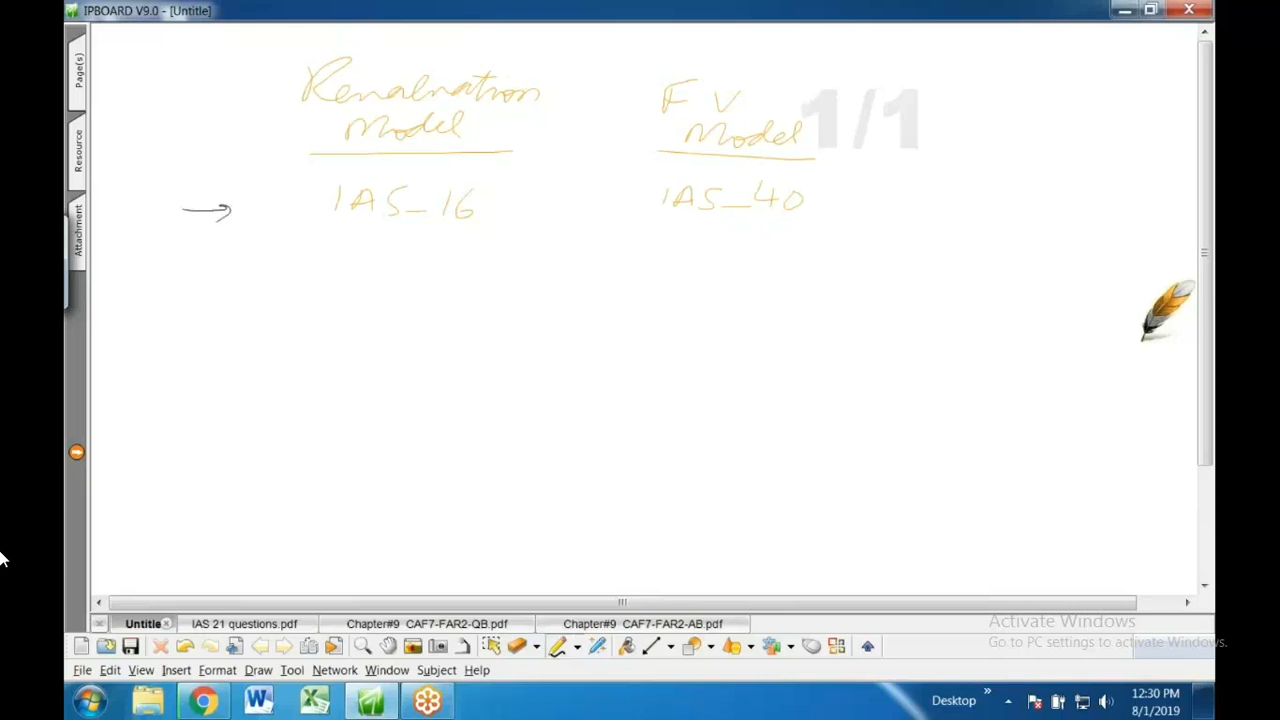 IPBOARD V9.0 - [Untitle]
Page(s)
Resource
Attachment
Revaluation
Model
F V
Model
1/1
IAS_16
IAS_40
Untitle
IAS 21 questions.pdf
Chapter#9 CAF7-FAR2-QB.pdf
Chapter#9 CAF7-FAR2-AB.pdf
Activate Windows
Go to PC settings to activate Windows.
File Edit View Insert Format Draw Tool Network Window Subject Help
Desktop
12:30 PM
8/1/2019